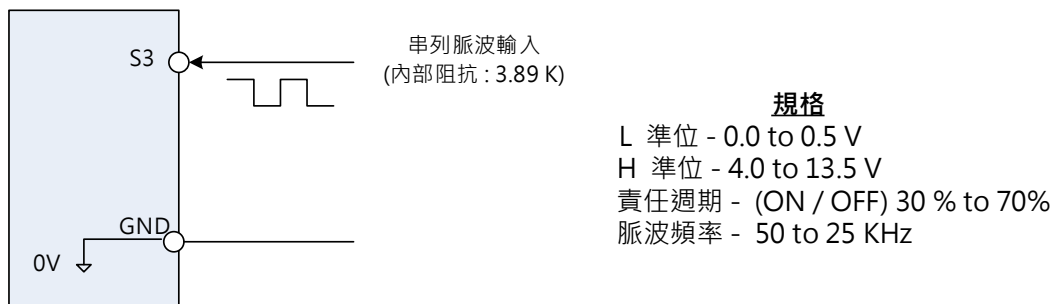 S3
串列脈波輸入
(內部阻抗 : 3.89 K)
GND
0V
規格
L 準位 - 0.0 to 0.5 V
H 準位 - 4.0 to 13.5 V
責任週期 - (ON / OFF) 30 % to 70%
脈波頻率 - 50 to 25 KHz